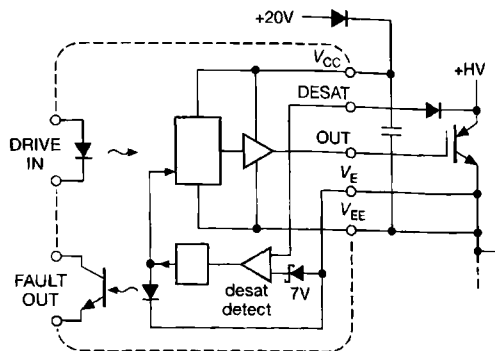 +20V
VCC
DESAT
+HV
DRIVE
IN
OUT
VE
VEE
FAULT
OUT
desat
detect
7V